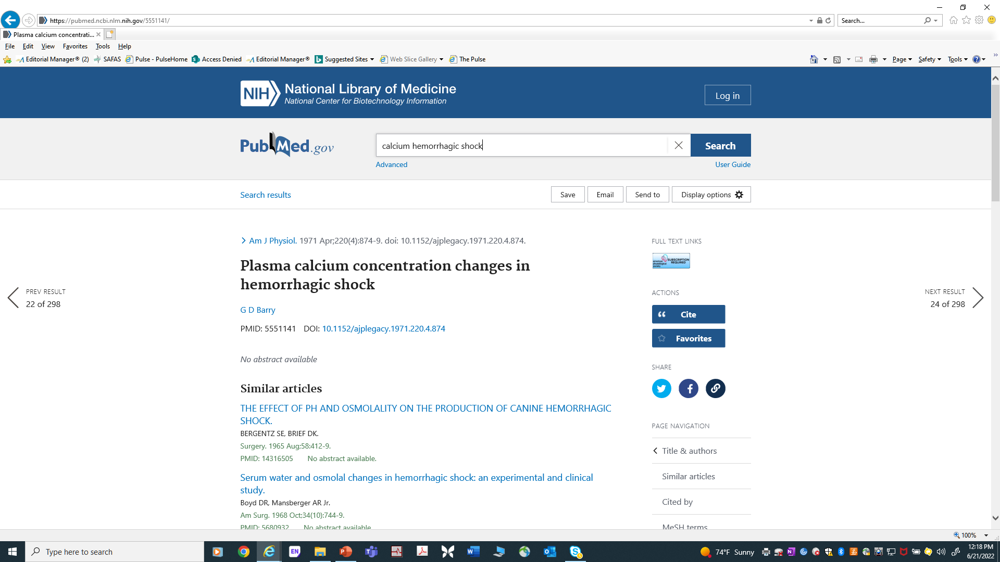 https://pubmed.ncbi.nlm.nih.gov/5551141/
Search...
Plasma calcium concentrati...
File Edit View Favorites Tools Help
Editorial Manager® (2) SAFAS Pulse - PulseHome Access Denied Editorial Manager® Suggested Sites Web Slice Gallery The Pulse
Page Safety Tools
NIH National Library of Medicine
National Center for Biotechnology Information
Log in
PubMed.gov
calcium hemorrhagic shock
Search
Advanced
User Guide
Search results
Save Email Send to Display options
Am J Physiol. 1971 Apr;220(4):874-9. doi: 10.1152/ajplegacy.1971.220.4.874.
Plasma calcium concentration changes in
hemorrhagic shock
G D Barry
PMID: 5551141 DOI: 10.1152/ajplegacy.1971.220.4.874
No abstract available
Similar articles
THE EFFECT OF PH AND OSMOLALITY ON THE PRODUCTION OF CANINE HEMORRHAGIC
SHOCK.
BERGENTZ SE, BRIEF DK.
Surgery. 1965 Aug;58:412-9.
PMID: 14316505 No abstract available.
Serum water and osmolal changes in hemorrhagic shock: an experimental and clinical
study.
Boyd DR, Mansberger AR Jr.
Am Surg. 1968 Oct;34(10):744-9.
PMID: 5680932 No abstract available
PREV RESULT
22 of 298
NEXT RESULT
24 of 298
FULL TEXT LINKS
american
physiological
society
SUBSCRIPTION
REQUIRED
ACTIONS
Cite
Favorites
SHARE
PAGE NAVIGATION
Title & authors
Similar articles
Cited by
MeSH terms
100%
Type here to search
EN
74°F Sunny
12:18 PM
6/21/2022